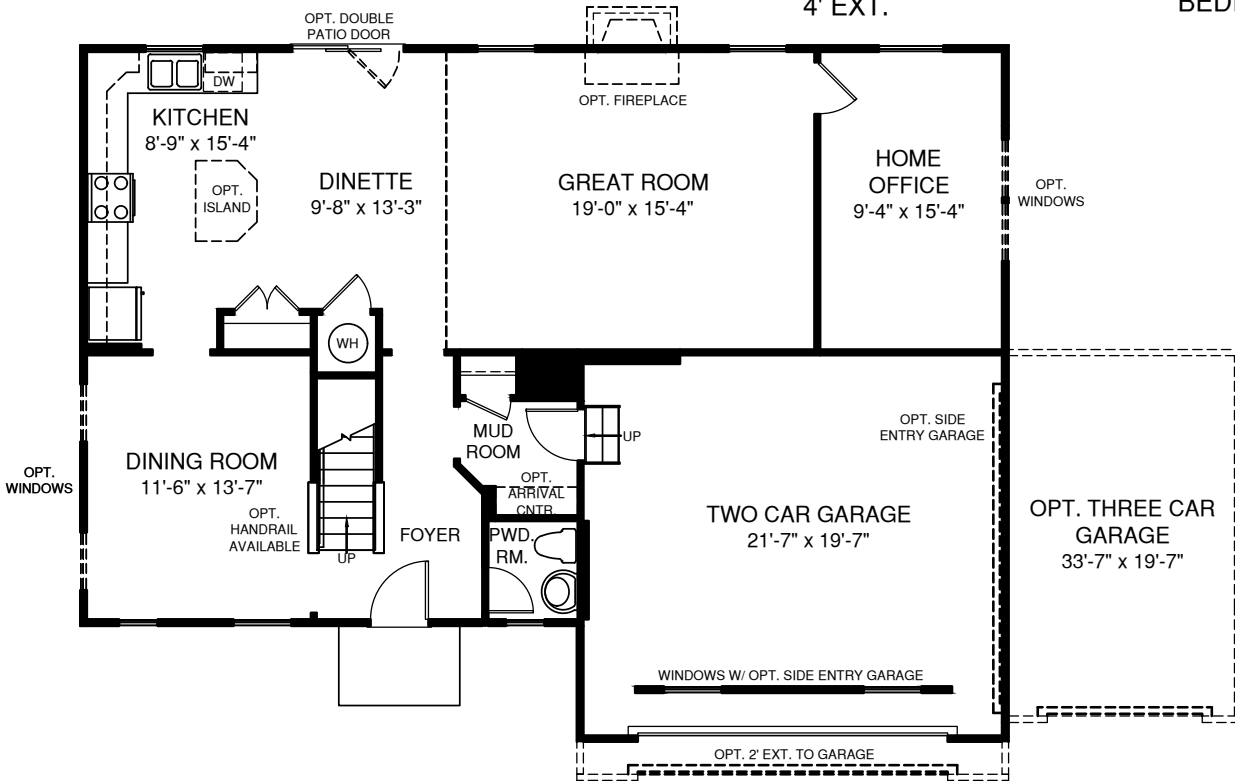 4' EXT.
BED
OPT. DOUBLE
PATIO DOOR
DW
OPT. FIREPLACE
KITCHEN
8'-9" x 15'-4"
OPT.
ISLAND
DINETTE
9'-8" x 13'-3"
GREAT ROOM
19'-0" x 15'-4"
HOME
OFFICE
9'-4" x 15'-4"
OPT.
WINDOWS
WH
OPT. SIDE
ENTRY GARAGE
MUD
ROOM
UP
OPT.
ARRIVAL
CNTR.
OPT.
WINDOWS
DINING ROOM
11'-6" x 13'-7"
OPT.
HANDRAIL
AVAILABLE
UP
FOYER
PWD.
RM.
TWO CAR GARAGE
21'-7" x 19'-7"
OPT. THREE CAR
GARAGE
33'-7" x 19'-7"
WINDOWS W/ OPT. SIDE ENTRY GARAGE
OPT. 2' EXT. TO GARAGE